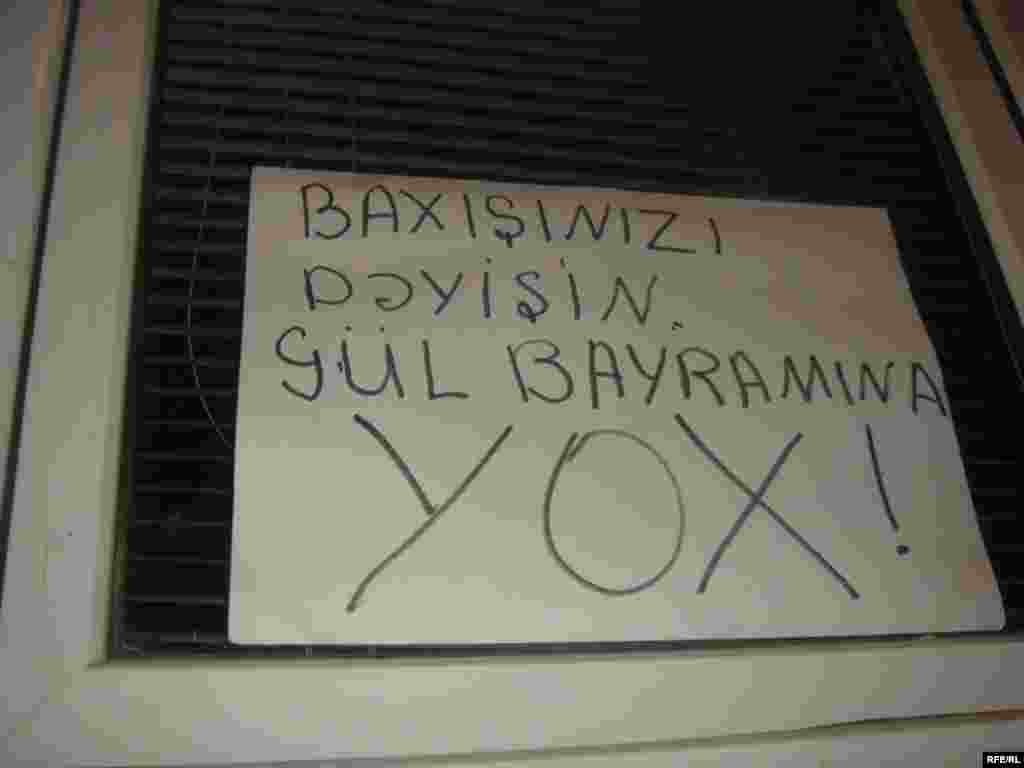 BAXIŞINIZI
DƏYİŞİN.
GÜL BAYRAMINA
YOX!
RFE/RL